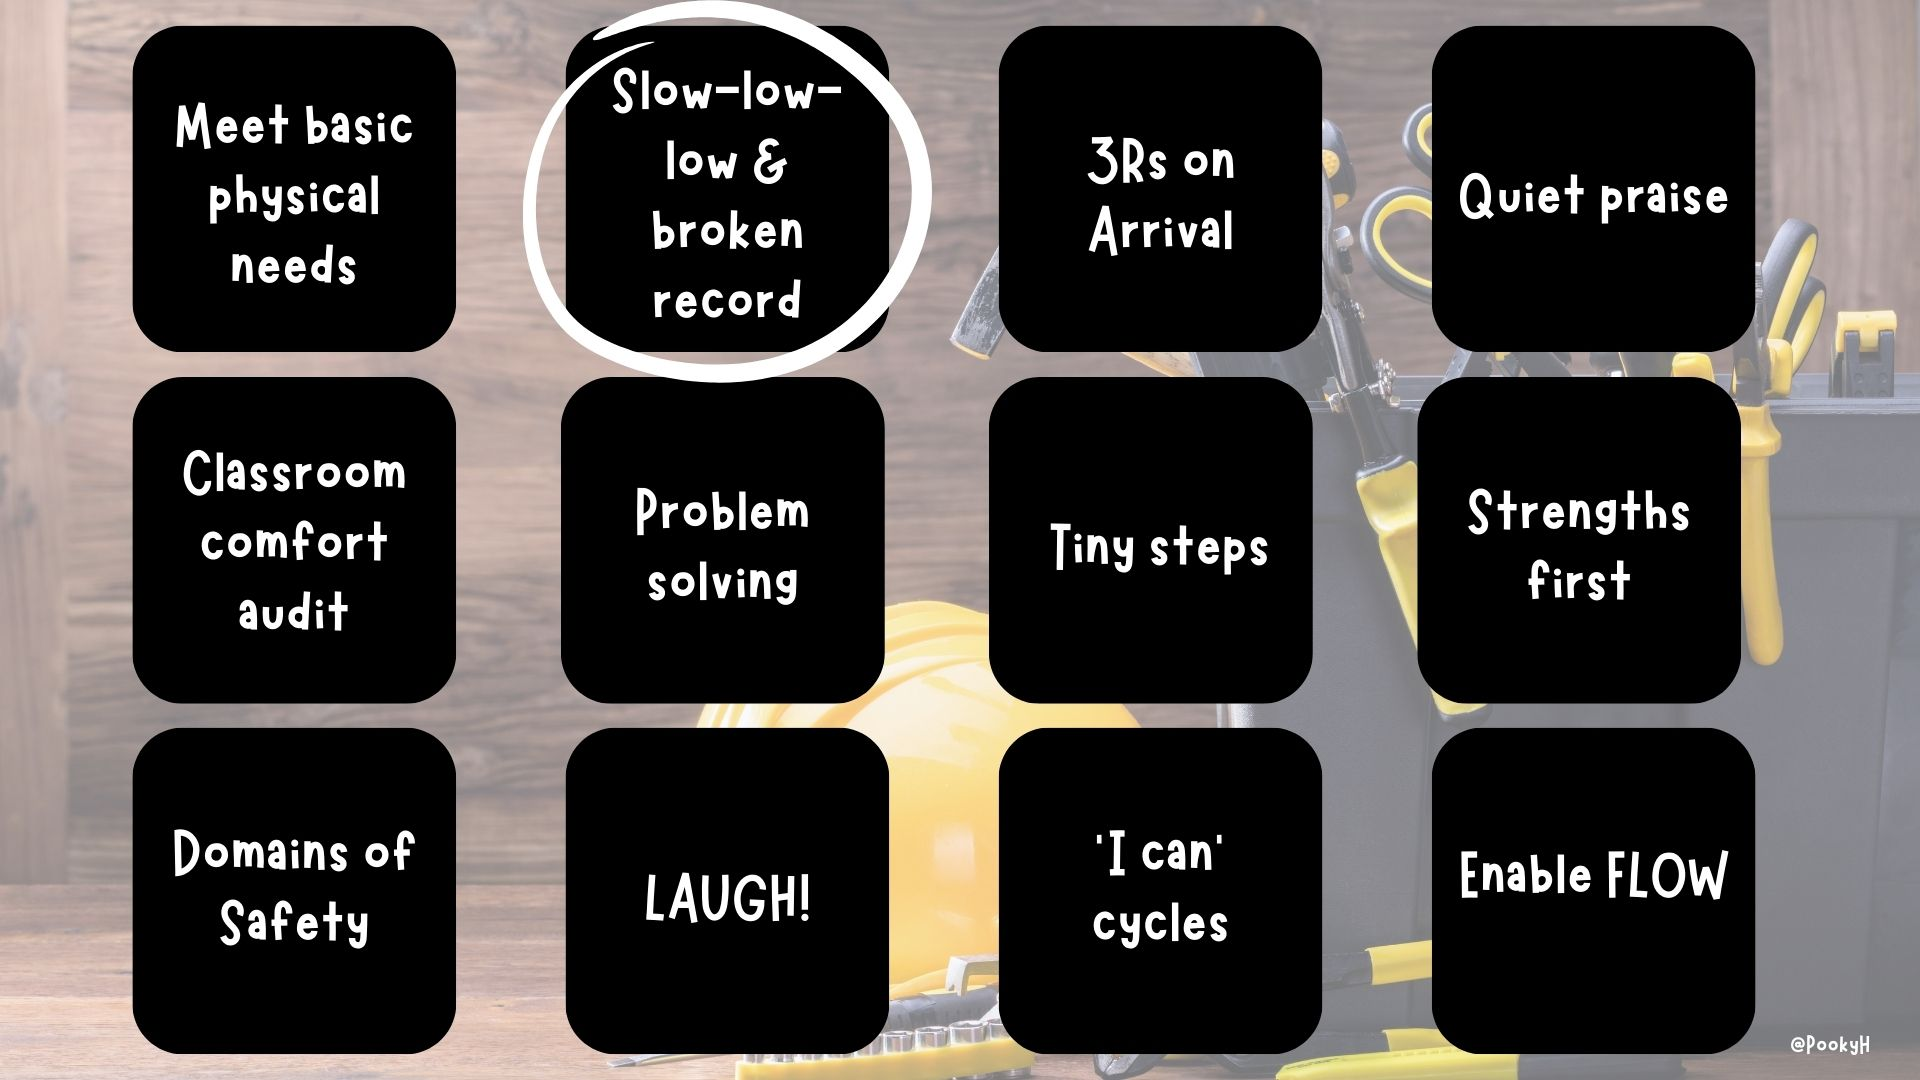 Meet basic
physical
needs
Slow-low-
low &
broken
record
3Rs on
Arrival
Quiet praise
Classroom
comfort
audit
Problem
solving
Tiny steps
Strengths
first
Domains of
Safety
LAUGH!
'I can'
cycles
Enable FLOW
@PookyH